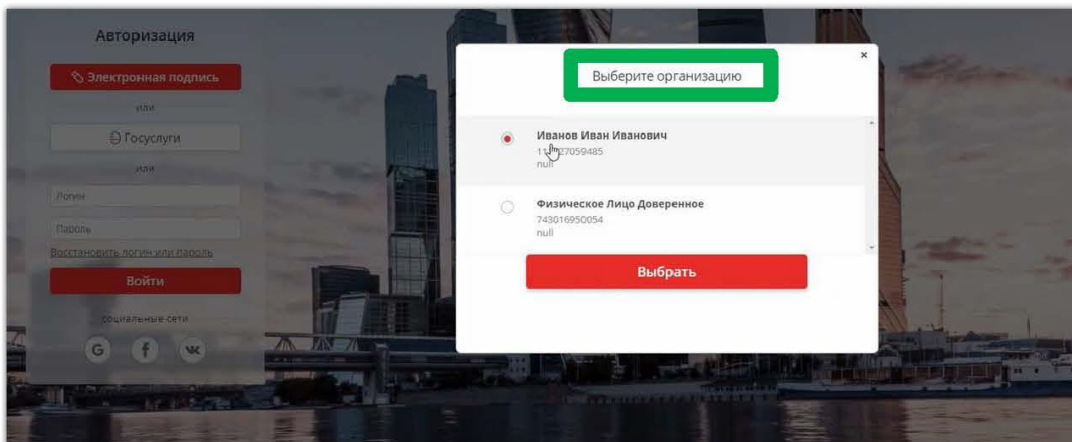 Авторизация
Электронная подпись
или
Госуслуги
или
Логин
Пароль
Восстановить логин или пароль
Войти
социальные сети
G f
×
Выберите организацию
Иванов Иван Иванович
null
Физическое Лицо Доверенное
743016950054
null
Выбрать